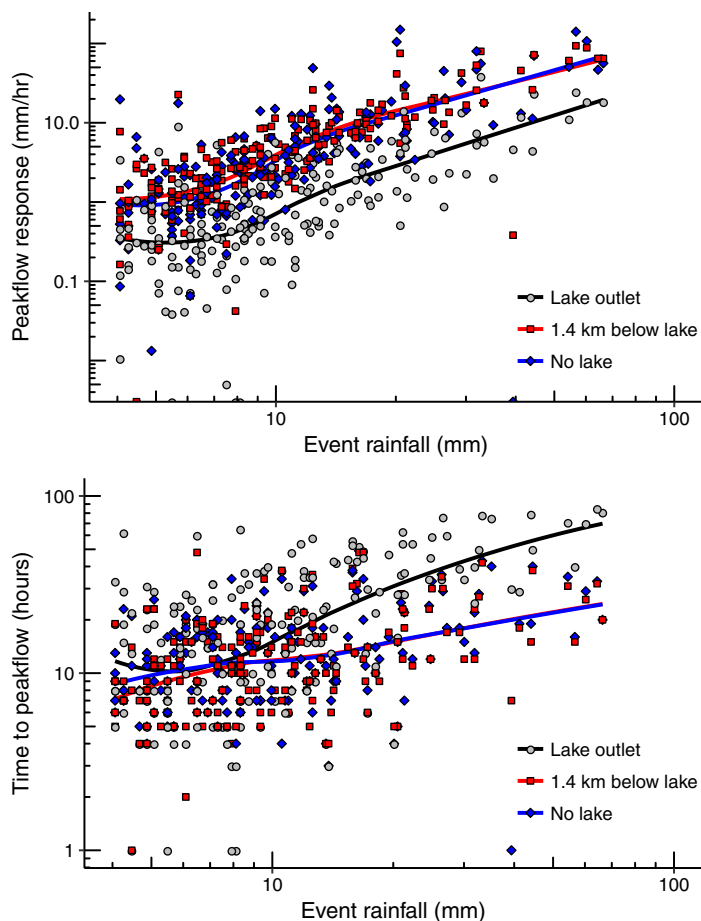 Peakflow response (mm/hr)
10.0
0.1
Lake outlet
1.4 km below lake
No lake
10
100
Event rainfall (mm)
Time to peakflow (hours)
100
10
1
Lake outlet
1.4 km below lake
No lake
10
100
Event rainfall (mm)